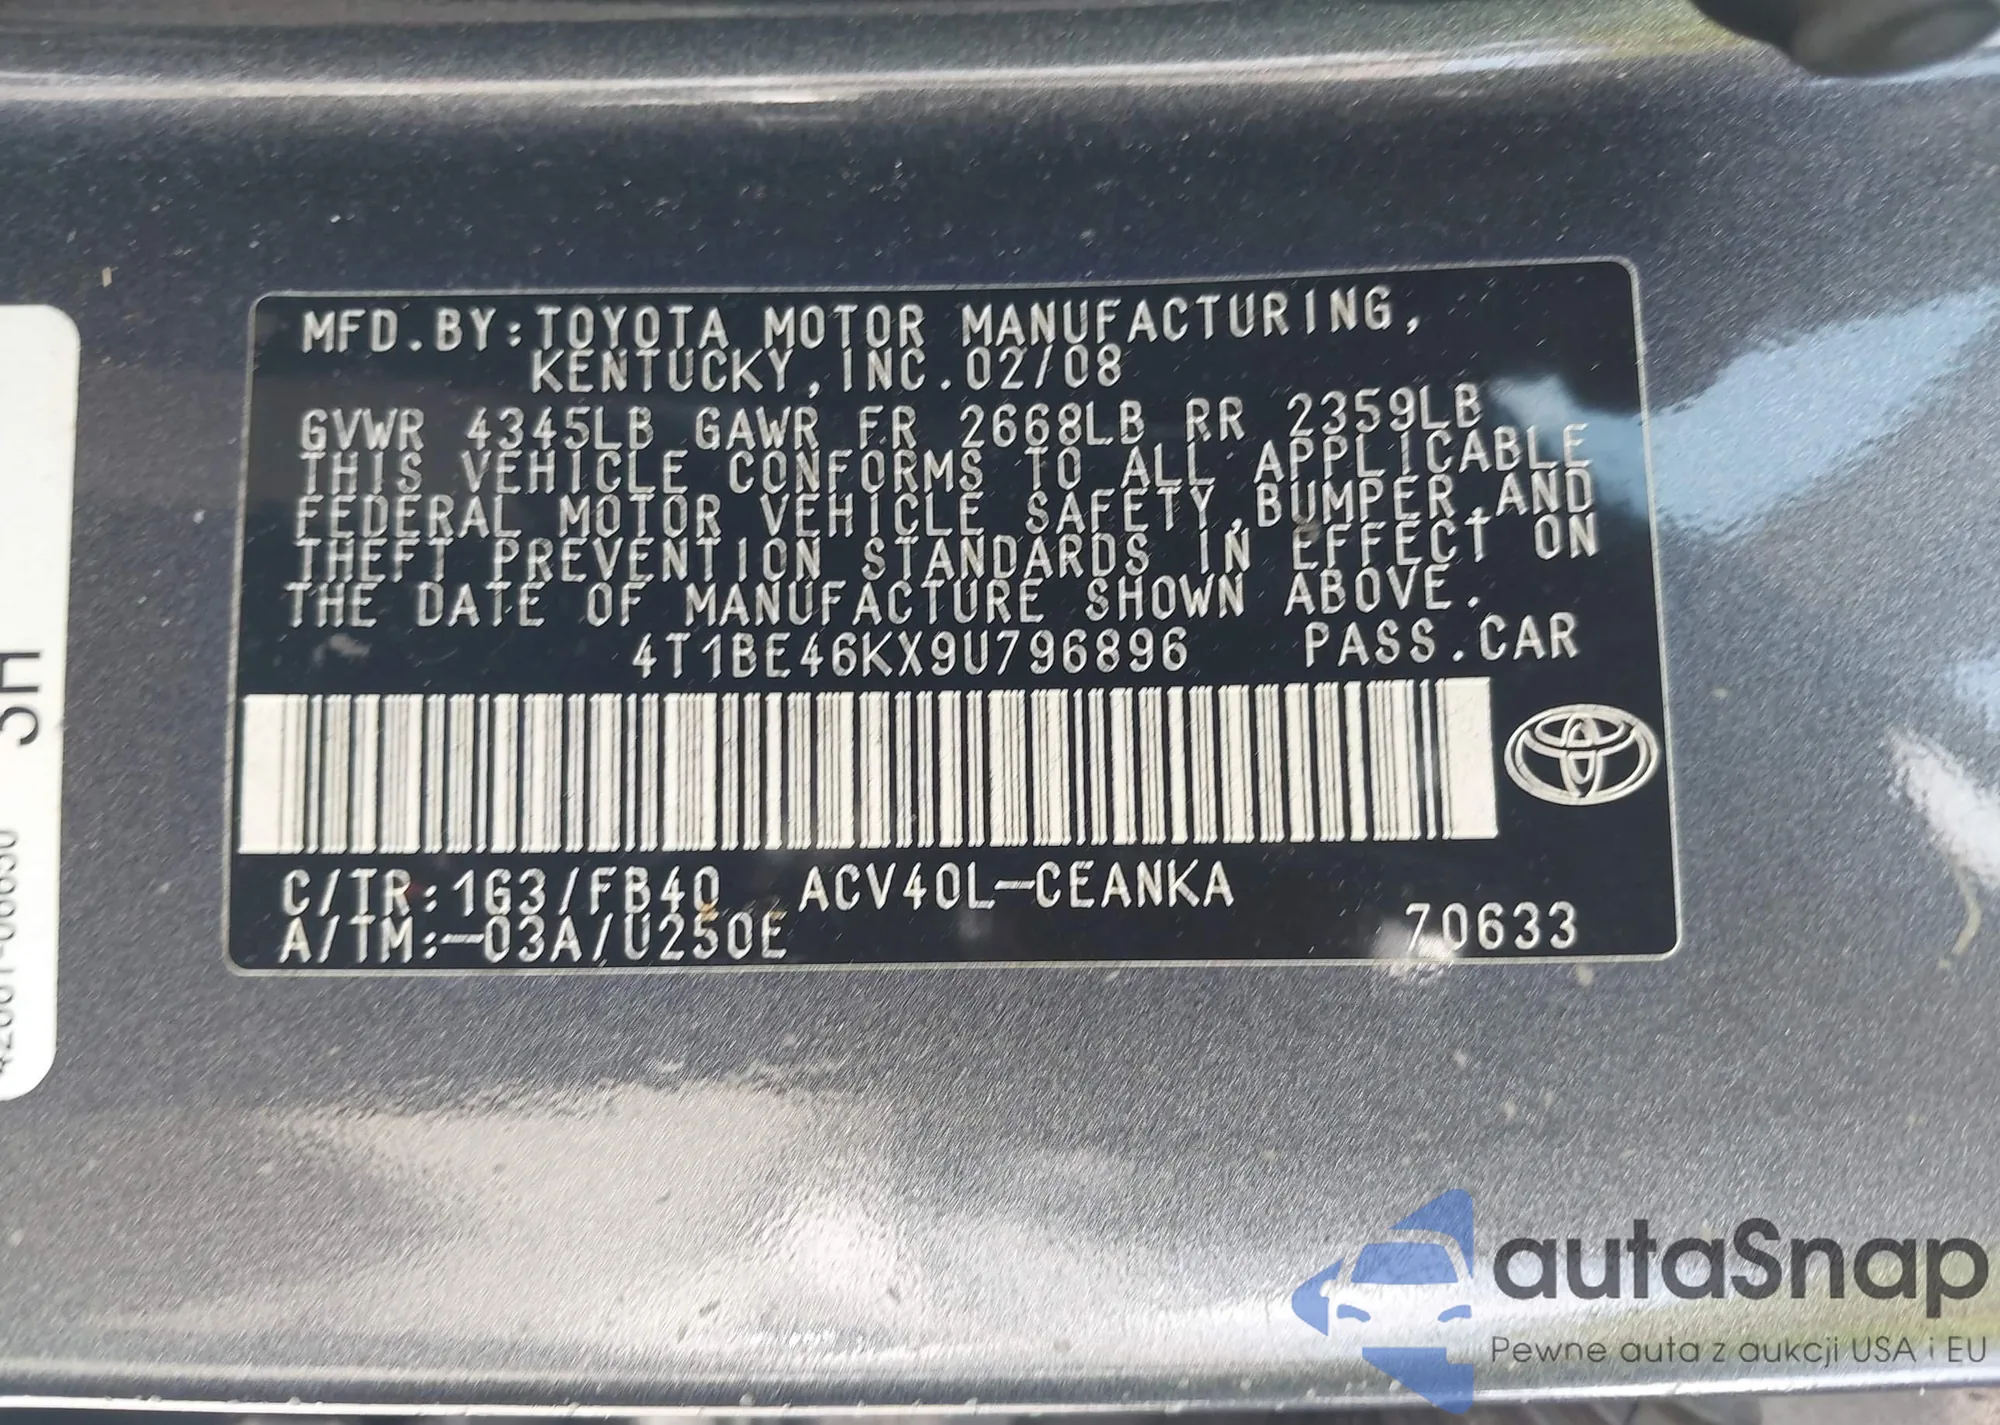 MFD.BY:TOYOTA MOTOR MANUFACTURING,
KENTUCKY,INC.02/08
GVWR 4345LB GAWR FR 2668LB RR 2359LB
THIS VEHICLE CONFORMS TO ALL APPLICABLE
FEDERAL MOTOR VEHICLE SAFETY,BUMPER,AND
THEFT PREVENTION STANDARDS IN EFFECT ON
THE DATE OF MANUFACTURE SHOWN ABOVE.
4T1BE46KX9U796896 PASS.CAR
C/TR:1G3/FB40 ACV40L-CEANKA
A/TM:-03A/U250E 70633
autaSnap
Pewne auta z aukcji USA i EU